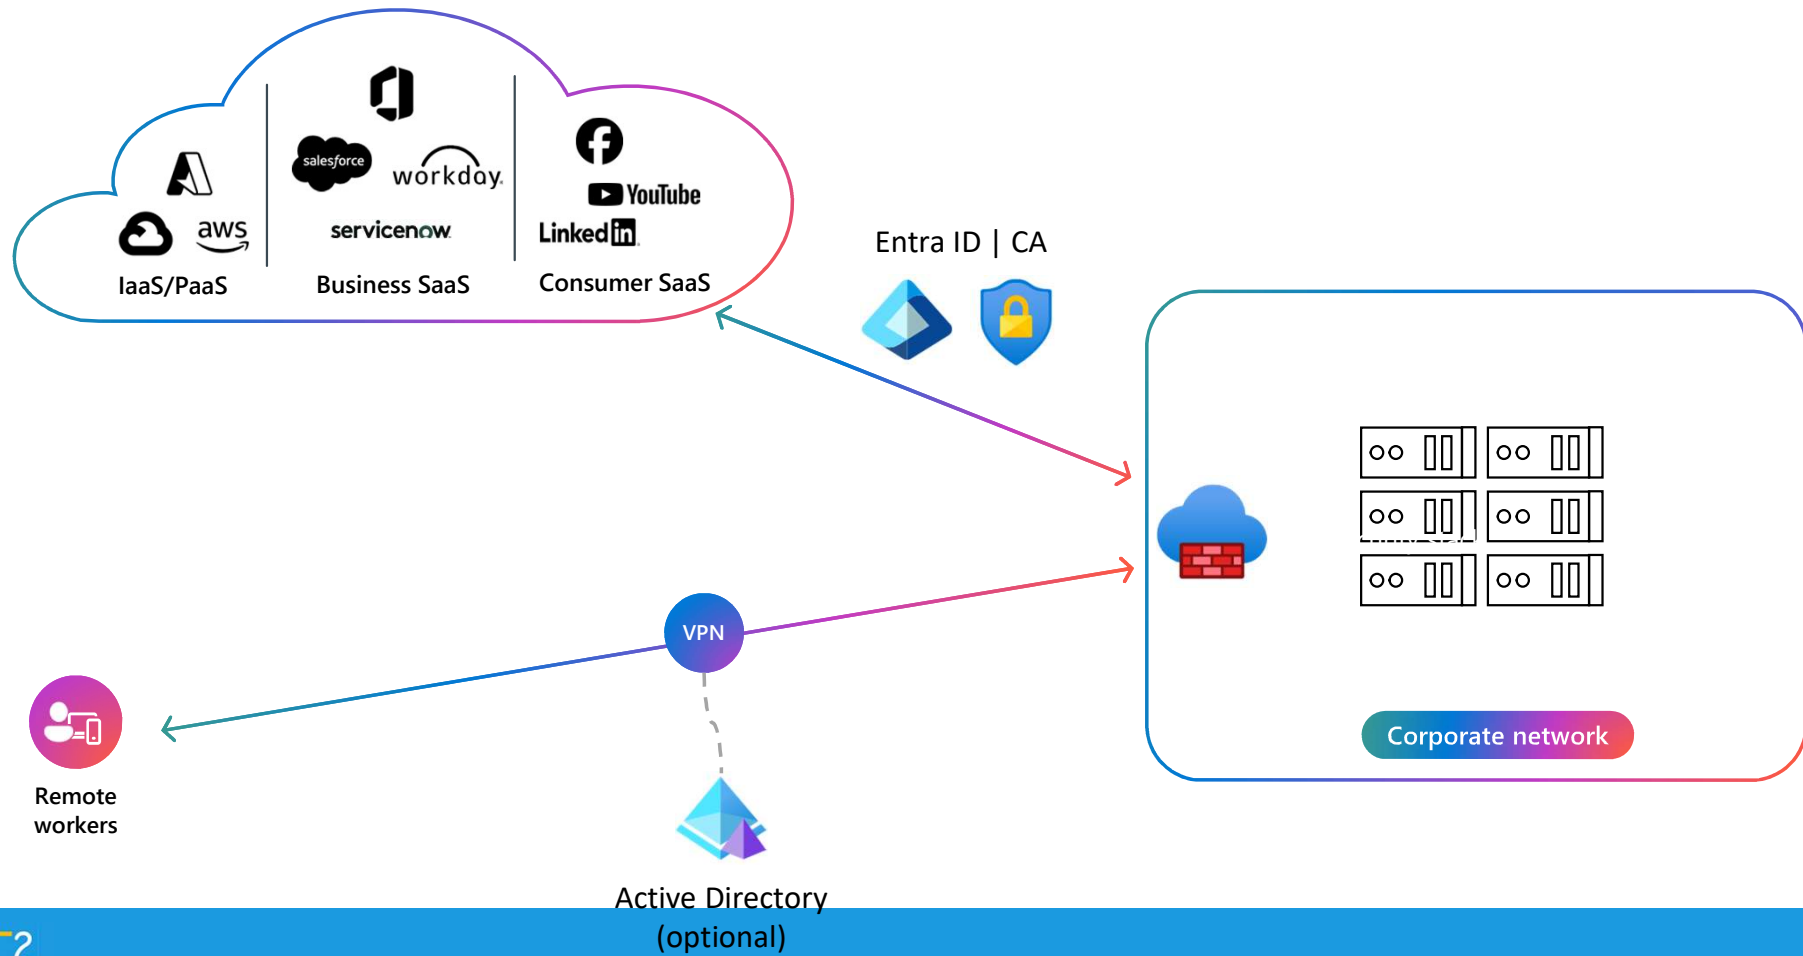 salesforce
workday.
YouTube
aws
servicenow.
Linked in.
IaaS/PaaS
Business SaaS
Consumer SaaS
Entra ID | CA
VPN
Corporate network
Remote
workers
Active Directory
(optional)